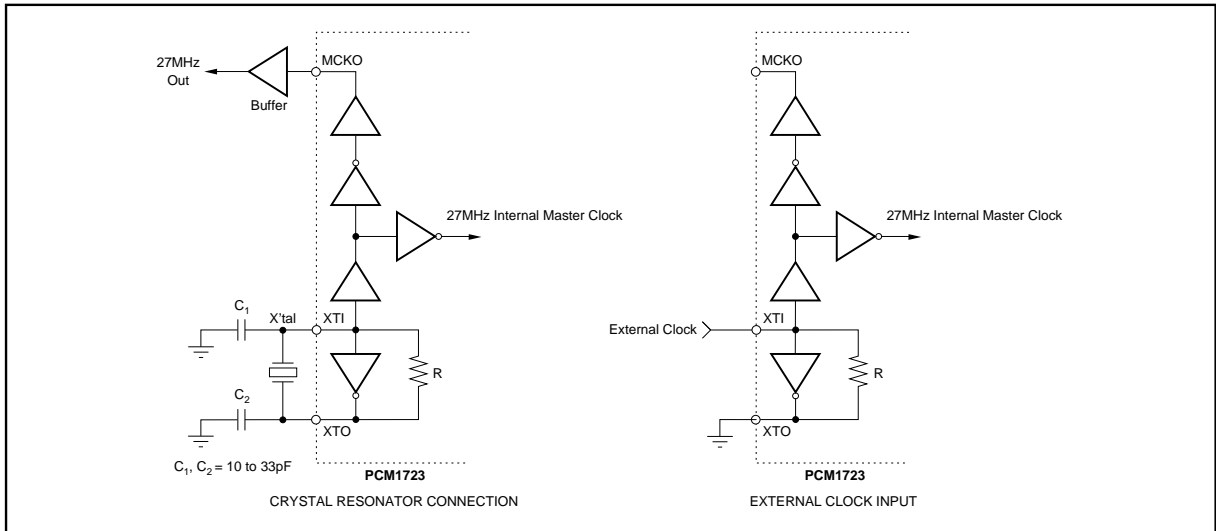 MCKO
27MHz
Out
Buffer
27MHz Internal Master Clock
C1
X'tal
XTI
R
C2
XTO
C1, C2 = 10 to 33pF
PCM1723
CRYSTAL RESONATOR CONNECTION
MCKO
27MHz Internal Master Clock
External Clock
XTI
R
XTO
PCM1723
EXTERNAL CLOCK INPUT